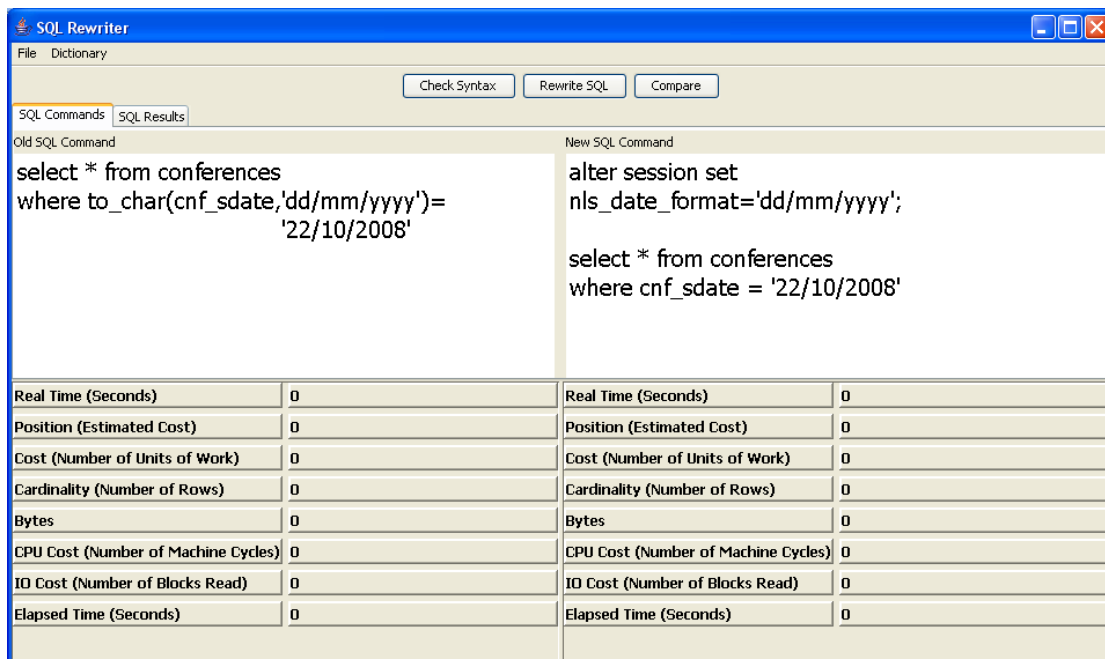 SQL Rewriter
File Dictionary
Check Syntax Rewrite SQL Compare
SQL Commands SQL Results
Old SQL Command
select * from conferences
where to_char(cnf_sdate,'dd/mm/yyyy')=
'22/10/2008'
New SQL Command
alter session set
nls_date_format='dd/mm/yyyy';
select * from conferences
where cnf_sdate = '22/10/2008'
Real Time (Seconds) 0
Position (Estimated Cost) 0
Cost (Number of Units of Work) 0
Cardinality (Number of Rows) 0
Bytes 0
CPU Cost (Number of Machine Cycles) 0
IO Cost (Number of Blocks Read) 0
Elapsed Time (Seconds) 0
Real Time (Seconds) 0
Position (Estimated Cost) 0
Cost (Number of Units of Work) 0
Cardinality (Number of Rows) 0
Bytes 0
CPU Cost (Number of Machine Cycles) 0
IO Cost (Number of Blocks Read) 0
Elapsed Time (Seconds) 0